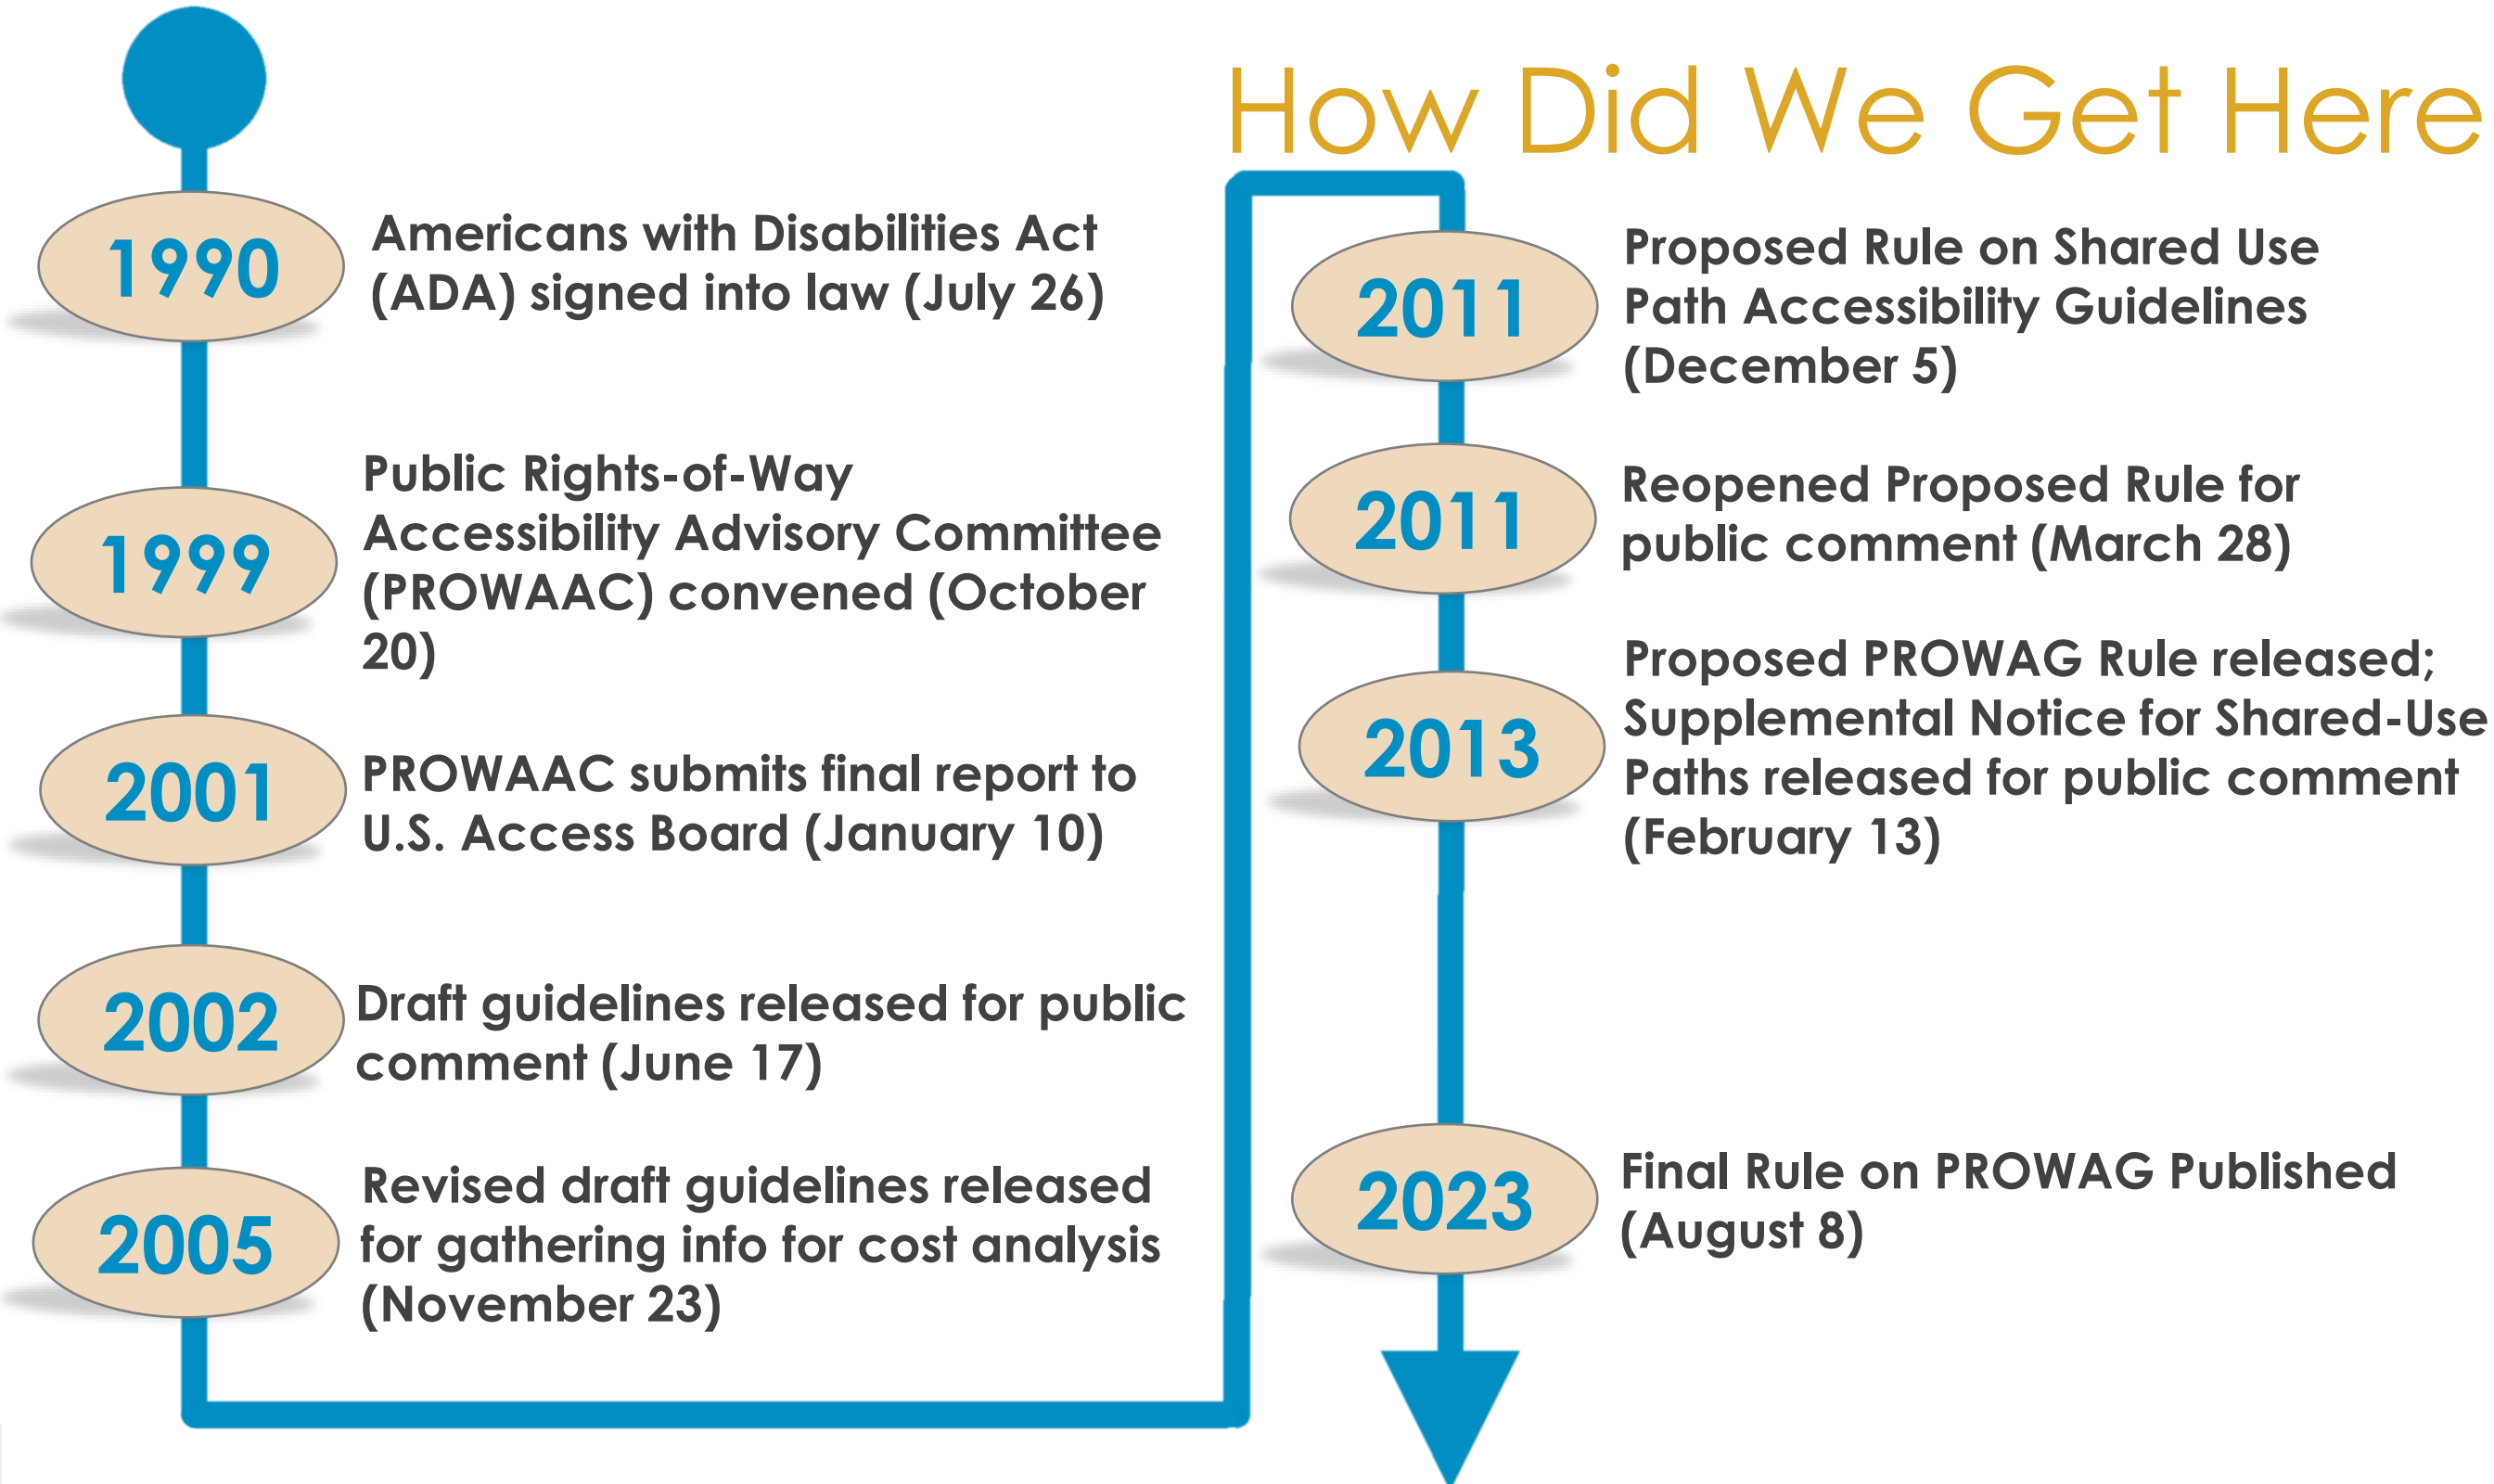 How Did We Get Here
1990
Americans with Disabilities Act
(ADA) signed into law (July 26)
1999
Public Rights-of-Way
Accessibility Advisory Committee
(PROWAAC) convened (October
20)
2001
PROWAAC submits final report to
U.S. Access Board (January 10)
2002
Draft guidelines released for public
comment (June 17)
2005
Revised draft guidelines released
for gathering info for cost analysis
(November 23)
2011
Proposed Rule on Shared Use
Path Accessibility Guidelines
(December 5)
2011
Reopened Proposed Rule for
public comment (March 28)
2013
Proposed PROWAG Rule released;
Supplemental Notice for Shared-Use
Paths released for public comment
(February 13)
2023
Final Rule on PROWAG Published
(August 8)